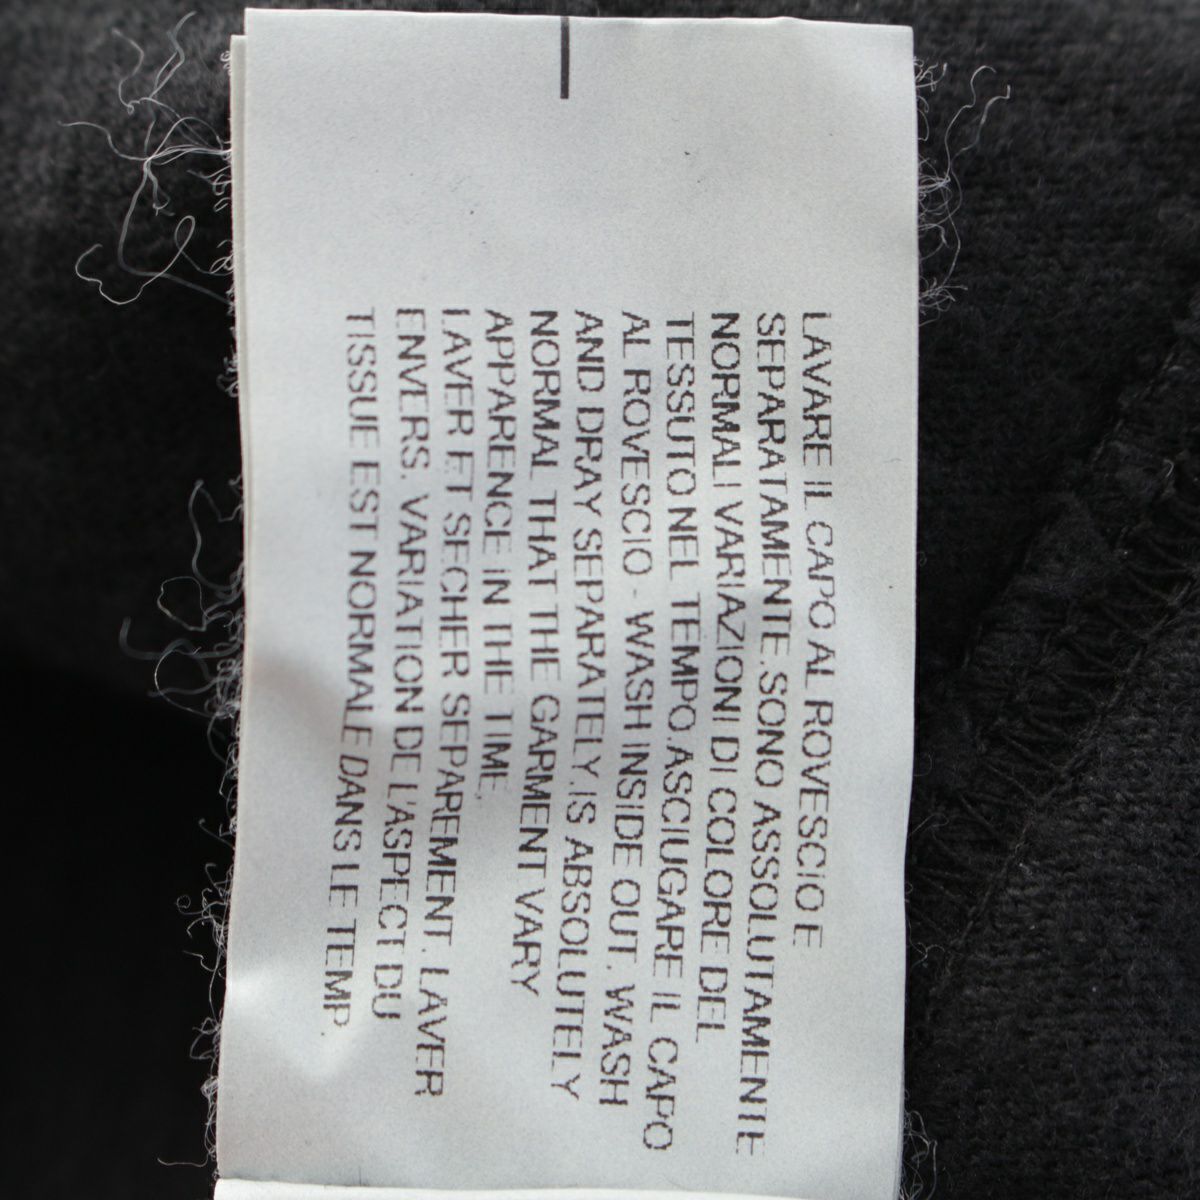 LAVARE IL CAPO AL ROVESCIO E
SEPARATAMENTE.SONO ASSOLUTAMENTE
NORMALI VARIAZIONI DI COLORE DEL
TESSUTO NEL TEMPO.ASCIUGARE IL CAPO
AL ROVESCIO - WASH INSIDE OUT. WASH
AND DRAY SEPARATELY.IS ABSOLUTELY
NORMAL THAT THE GARMENT VARY
APPARENCE IN THE TIME.
LAVER ET SECHER SEPAREMENT. LAVER
ENVERS. VARIATION DE L'ASPECT DU
TISSUE EST NORMALE DANS LE TEMP.